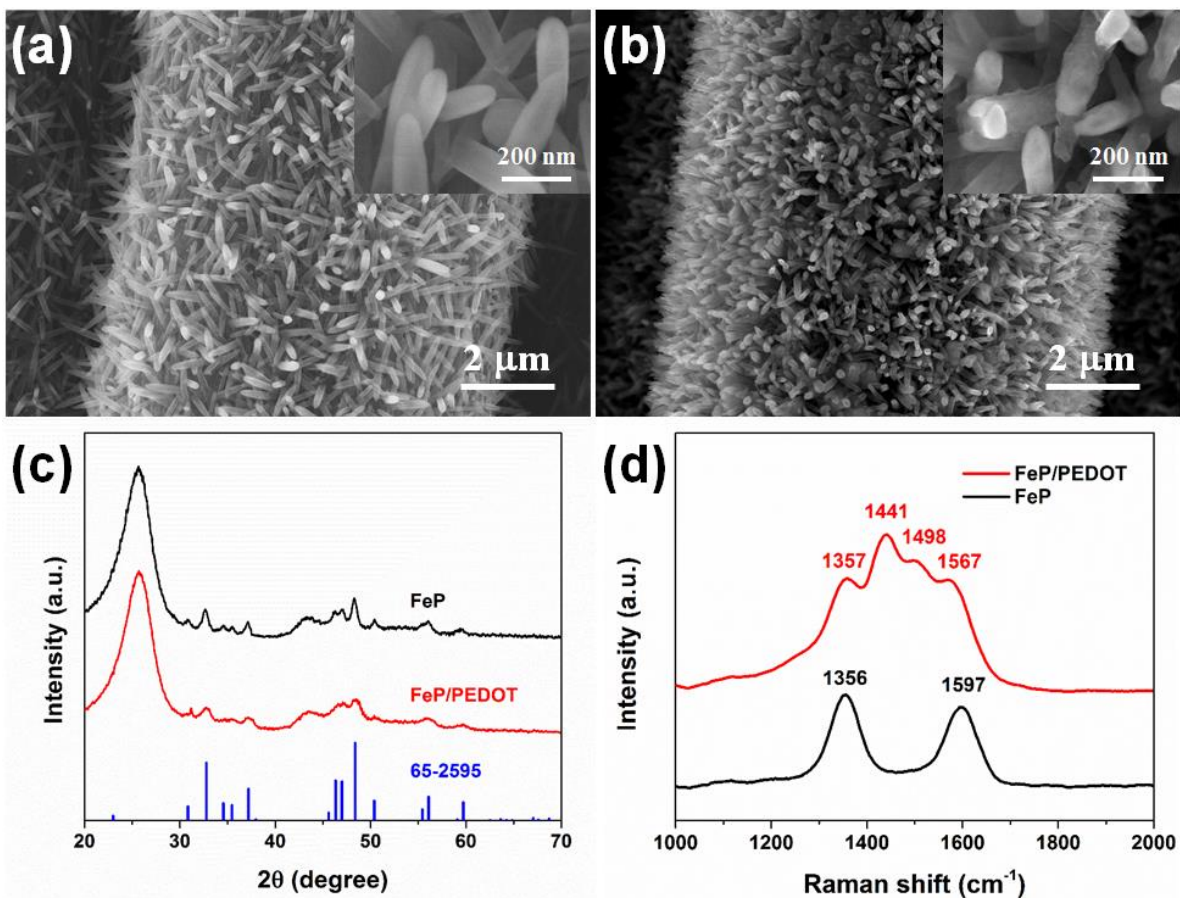 (a)
200 nm
2 μm
(b)
200 nm
2 μm
(c)
FeP
FeP/PEDOT
65-2595
Intensity (a.u.)
20 30 40 50 60 70
2θ (degree)
(d)
FeP/PEDOT
FeP
1441
1498
1357
1567
1356
1597
Intensity (a.u.)
1000 1200 1400 1600 1800 2000
Raman shift (cm⁻¹)